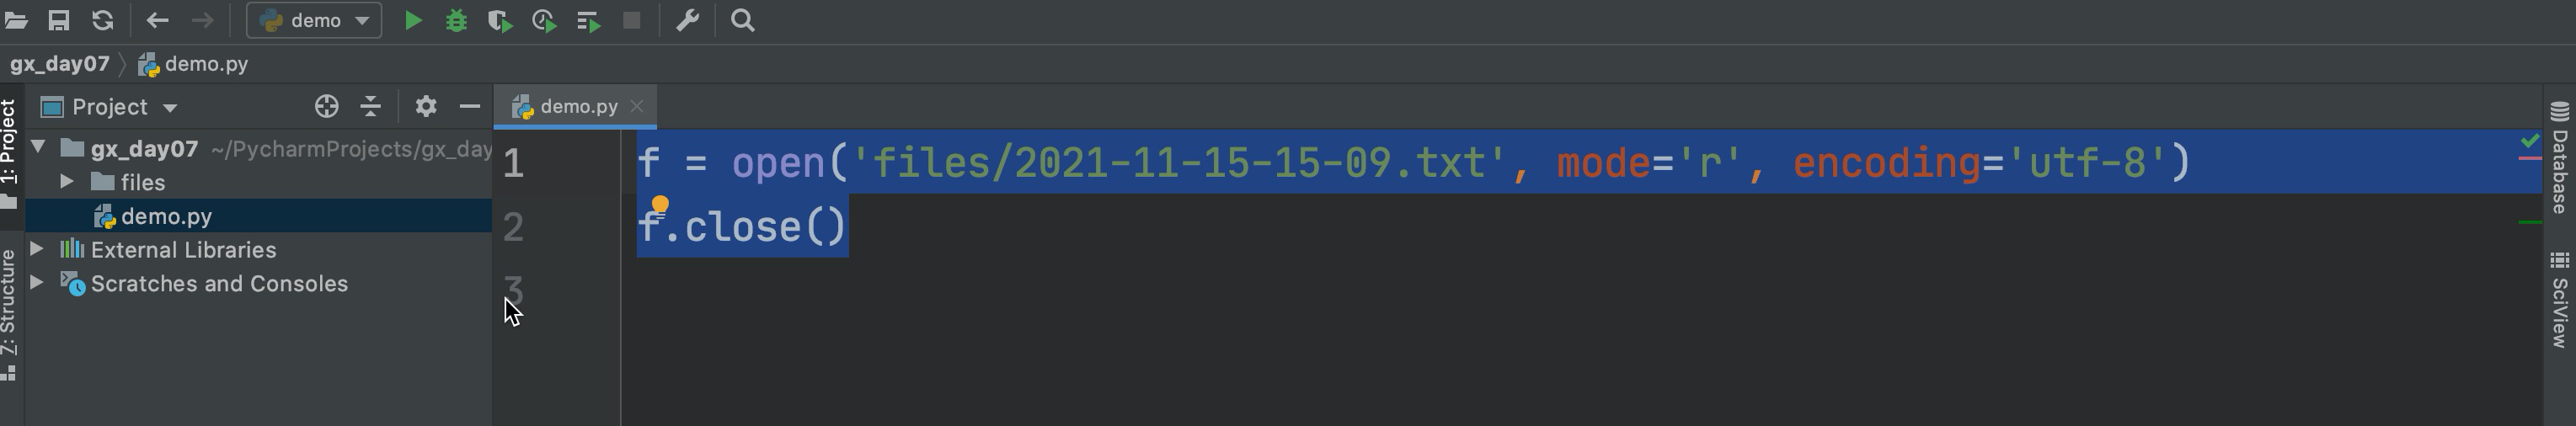 demo
gx_day07 demo.py
1: Project
Project
gx_day07 ~/PycharmProjects/gx_day
files
demo.py
External Libraries
Scratches and Consoles
Z: Structure
demo.py
1 f = open('files/2021-11-15-15-09.txt', mode='r', encoding='utf-8')
2 f.close()
3
Database
SciView